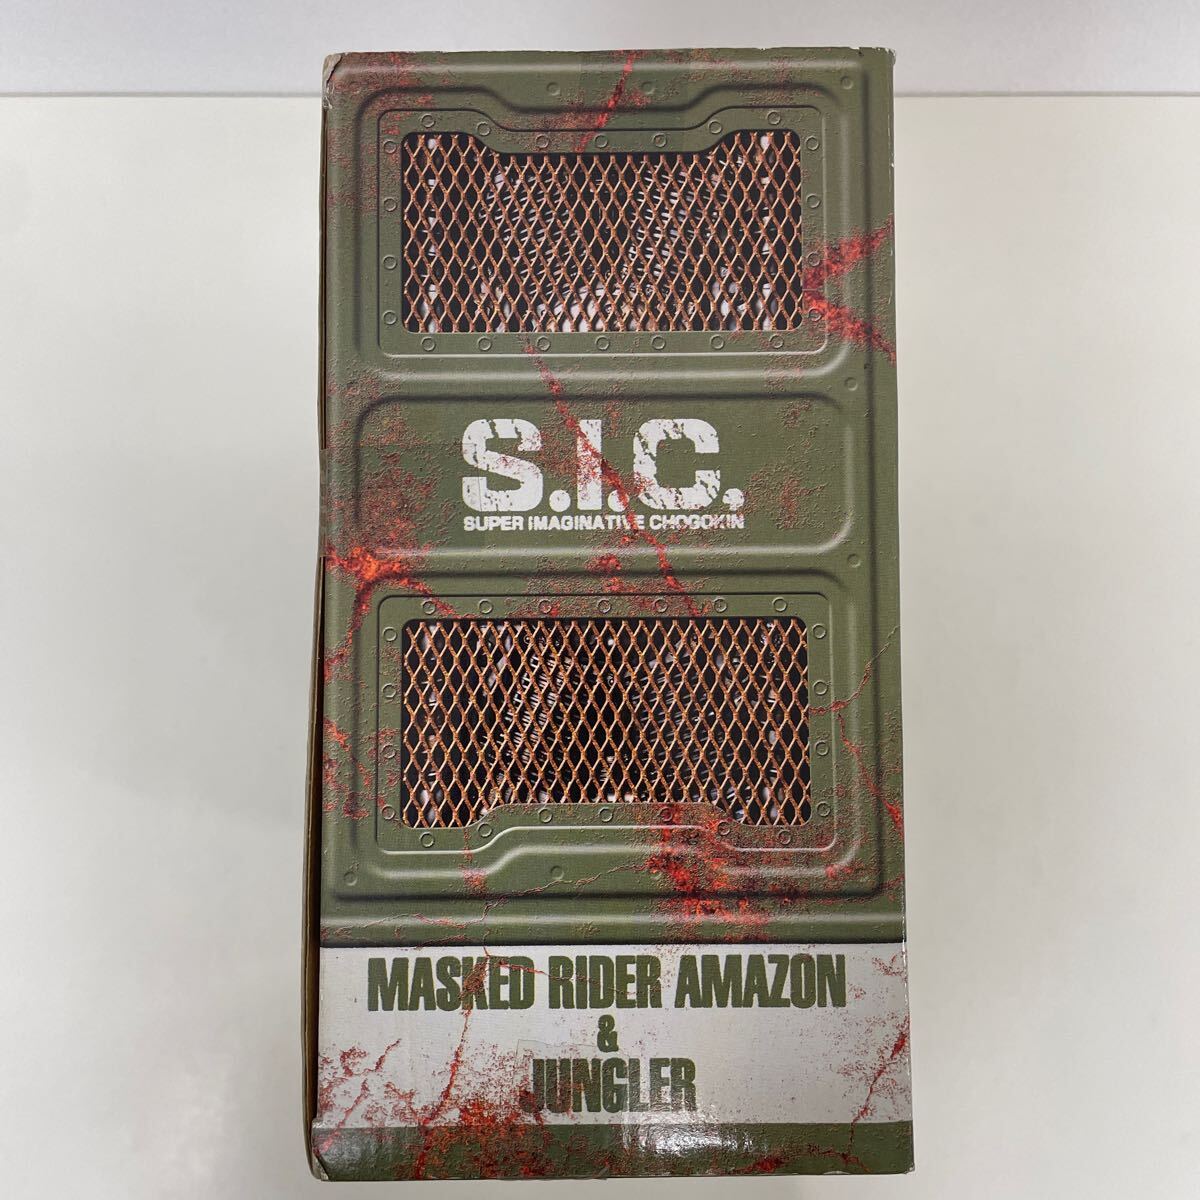 S.I.C.
SUPER IMAGINATIVE CHOGOKIN
MASKED RIDER AMAZON
&
JUNGLER